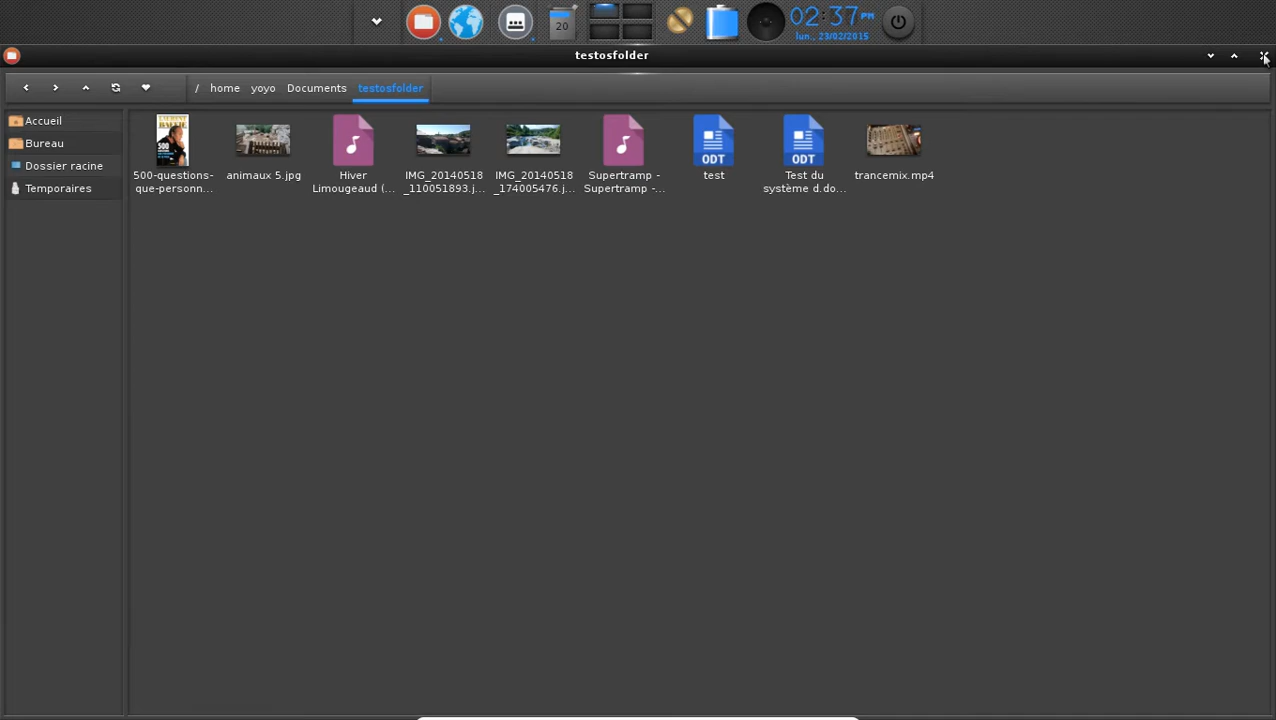 20
02:37 PM
lun., 23/02/2015
testosfolder
/ home yoyo Documents testosfolder
Accueil
Bureau
Dossier racine
Temporaires
500-questions-
que-personn...
animaux 5.jpg
Hiver
Limougeaud (...
IMG_20140518
_110051893.j...
IMG_20140518
_174005476.j...
Supertramp -
Supertramp -...
ODT
test
ODT
Test du
système d.do...
trancemix.mp4
500